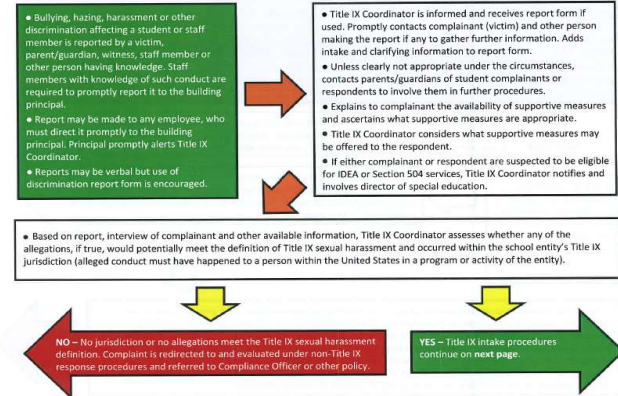 • Bullying, hazing, harassment or other
discrimination affecting a student or staff
member is reported by a victim,
parent/guardian, witness, staff member or
other person having knowledge. Staff
members with knowledge of such conduct are
required to promptly report it to the building
principal.
• Report may be made to any employee, who
must direct it promptly to the building
principal. Principal promptly alerts Title IX
Coordinator.
• Reports may be verbal but use of
discrimination report form is encouraged.
• Title IX Coordinator is informed and receives report form if
used. Promptly contacts complainant (victim) and other person
making the report if any to gather further information. Adds
intake and clarifying information to report form.
• Unless clearly not appropriate under the circumstances,
contacts parents/guardians of student complainants or
respondents to involve them in further procedures.
• Explains to complainant the availability of supportive measures
and ascertains what supportive measures are appropriate.
• Title IX Coordinator considers what supportive measures may
be offered to the respondent.
• If either complainant or respondent are suspected to be eligible
for IDEA or Section 504 services, Title IX Coordinator notifies and
involves director of special education.
• Based on report, interview of complainant and other available information, Title IX Coordinator assesses whether any of the
allegations, if true, would potentially meet the definition of Title IX sexual harassment and occurred within the school entity's Title IX
jurisdiction (alleged conduct must have happened to a person within the United States in a program or activity of the entity).
NO – No jurisdiction or no allegations meet the Title IX sexual harassment
definition. Complaint is redirected to and evaluated under non-Title IX
response procedures and referred to Compliance Officer or other policy.
YES – Title IX intake procedures
continue on next page.